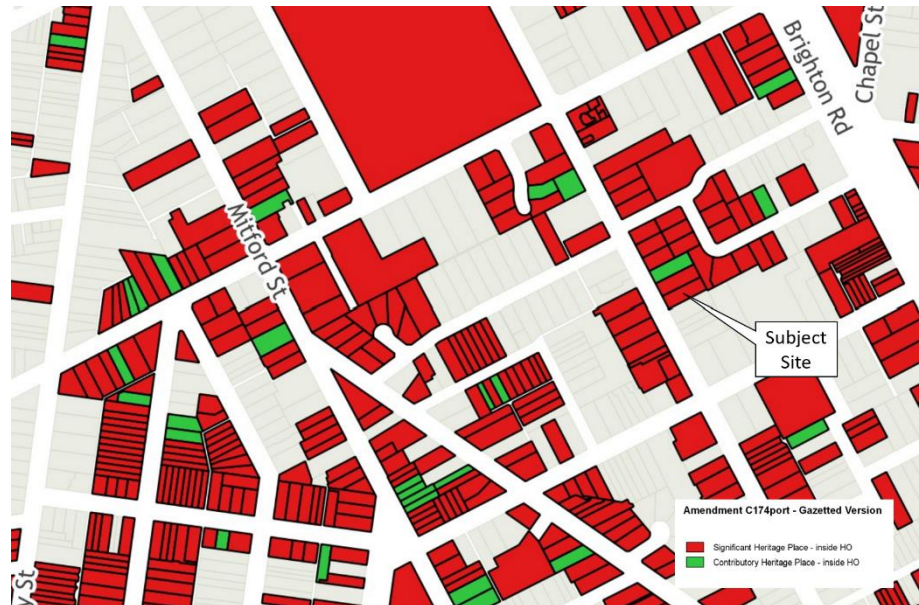 Brighton Rd
Chapel St
Mitford St
Subject
Site
Amendment C174port - Gazetted Version
Significant Heritage Place - inside HO
Contributory Heritage Place - inside HO
y St